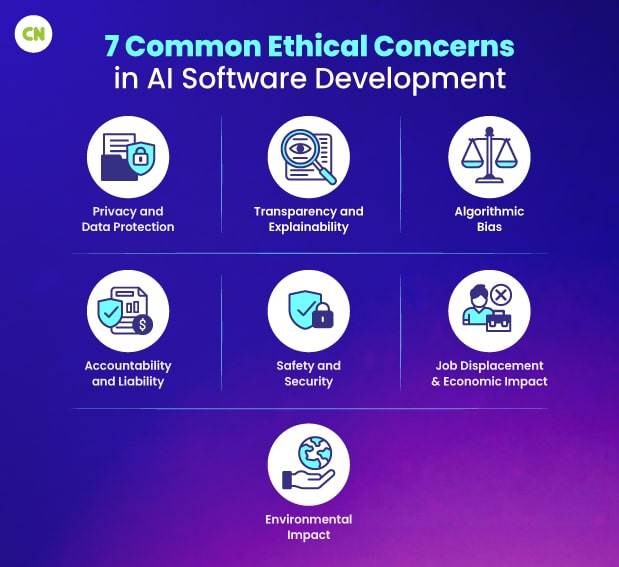 CN
7 Common Ethical Concerns
in AI Software Development
Privacy and
Data Protection
Transparency and
Explainability
Algorithmic
Bias
$
Accountability
and Liability
Safety and
Security
Job Displacement
& Economic Impact
Environmental
Impact